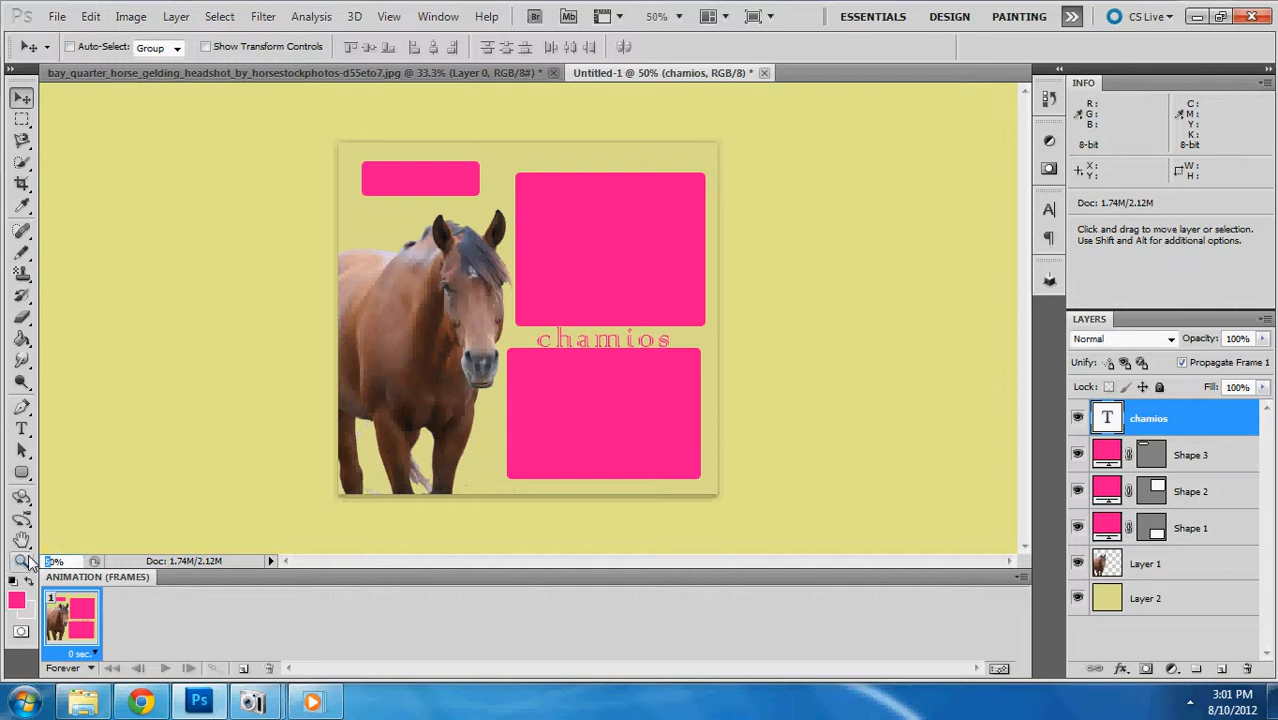 Ps File Edit Image Layer Select Filter Analysis 3D View Window Help Br Mb 50% ESSENTIALS DESIGN PAINTING CS Live
Auto-Select: Group Show Transform Controls
bay_quarter_horse_gelding_headshot_by_horsestockphotos-d55eto7.jpg @ 33.3% (Layer 0, RGB/8#) *
Untitled-1 @ 50% (chamios, RGB/8) *
INFO
R: C:
G: M:
B: Y:
K:
8-bit 8-bit
X: W:
Y: H:
Doc: 1.74M/2.12M
Click and drag to move layer or selection.
Use Shift and Alt for additional options.
LAYERS
Normal Opacity: 100%
Unify: Propagate Frame 1
Lock: Fill: 100%
T chamios
Shape 3
Shape 2
Shape 1
Layer 1
Layer 2
chamios
50% Doc: 1.74M/2.12M
ANIMATION (FRAMES)
1
0 sec.
Forever
Ps
3:01 PM
8/10/2012